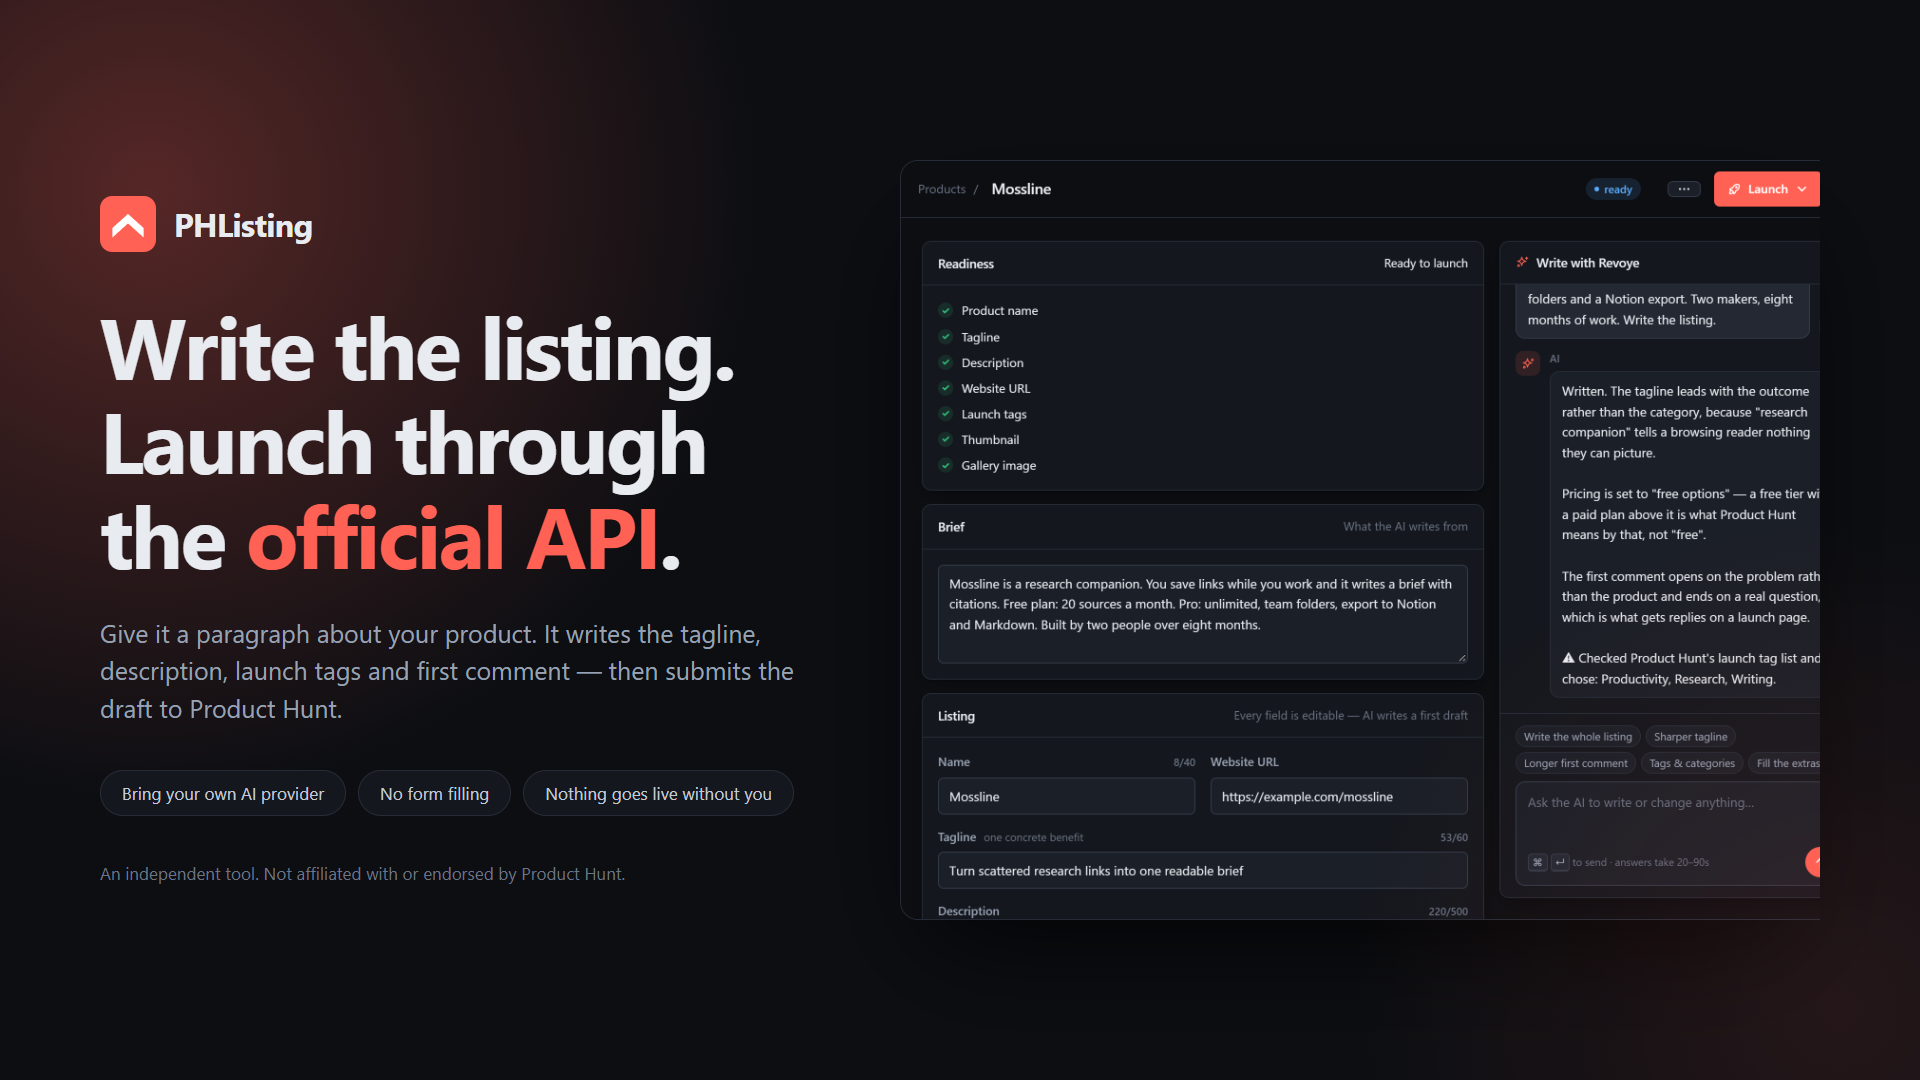 PHListing
Write the listing.
Launch through
the official API.
Give it a paragraph about your product. It writes the tagline,
description, launch tags and first comment — then submits the
draft to Product Hunt.
Bring your own AI provider
No form filling
Nothing goes live without you
An independent tool. Not affiliated with or endorsed by Product Hunt.
Products / Mossline
ready
Launch
Readiness
Ready to launch
Product name
Tagline
Description
Website URL
Launch tags
Thumbnail
Gallery image
Brief
What the AI writes from
Mossline is a research companion. You save links while you work and it writes a brief with
citations. Free plan: 20 sources a month. Pro: unlimited, team folders, export to Notion
and Markdown. Built by two people over eight months.
Listing
Every field is editable — AI writes a first draft
Name
8/40
Website URL
Mossline
https://example.com/mossline
Tagline one concrete benefit
53/60
Turn scattered research links into one readable brief
Description
220/500
Write with Revoye
folders and a Notion export. Two makers, eight
months of work. Write the listing.
AI
Written. The tagline leads with the outcome
rather than the category, because "research
companion" tells a browsing reader nothing
they can picture.
Pricing is set to "free options" — a free tier wi
a paid plan above it is what Product Hunt
means by that, not "free".
The first comment opens on the problem rath
than the product and ends on a real question,
which is what gets replies on a launch page.
⚠ Checked Product Hunt's launch tag list and
chose: Productivity, Research, Writing.
Write the whole listing
Sharper tagline
Longer first comment
Tags & categories
Fill the extras
Ask the AI to write or change anything...
⌘ ↵ to send · answers take 20–90s